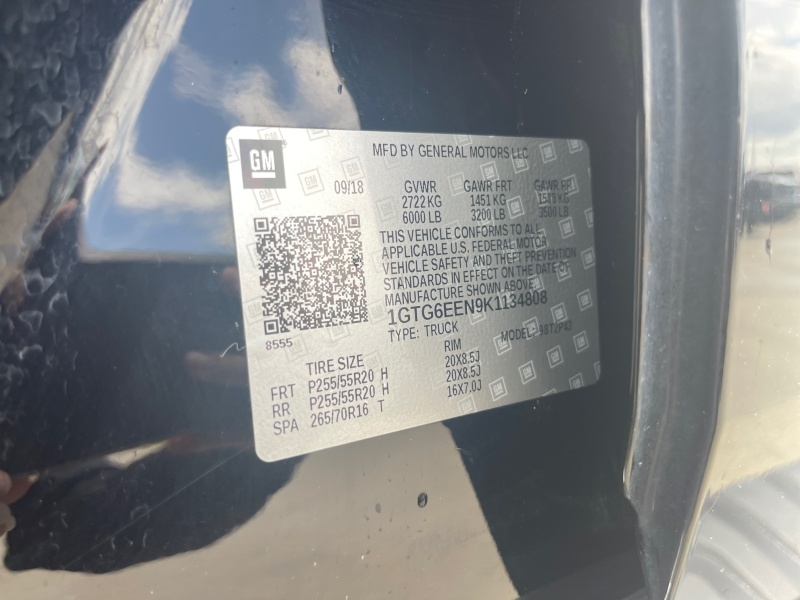 GM
MFD BY GENERAL MOTORS LLC
09/18 GVWR GAWR FRT GAWR RR
2722 KG 1451 KG KG
6000 LB 3200 LB 3500 LB
THIS VEHICLE CONFORMS TO ALL
APPLICABLE U.S. FEDERAL MOTOR
VEHICLE SAFETY AND THEFT PREVENTION
STANDARDS IN EFFECT ON THE DATE OF
MANUFACTURE SHOWN ABOVE.
1GTG6EEN9K1134808
8555 TYPE: TRUCK MODEL:
TIRE SIZE RIM
FRT P255/55R20 H 20X8.5J
RR P255/55R20 H 20X8.5J
SPA 265/70R16 T 16X7.0J